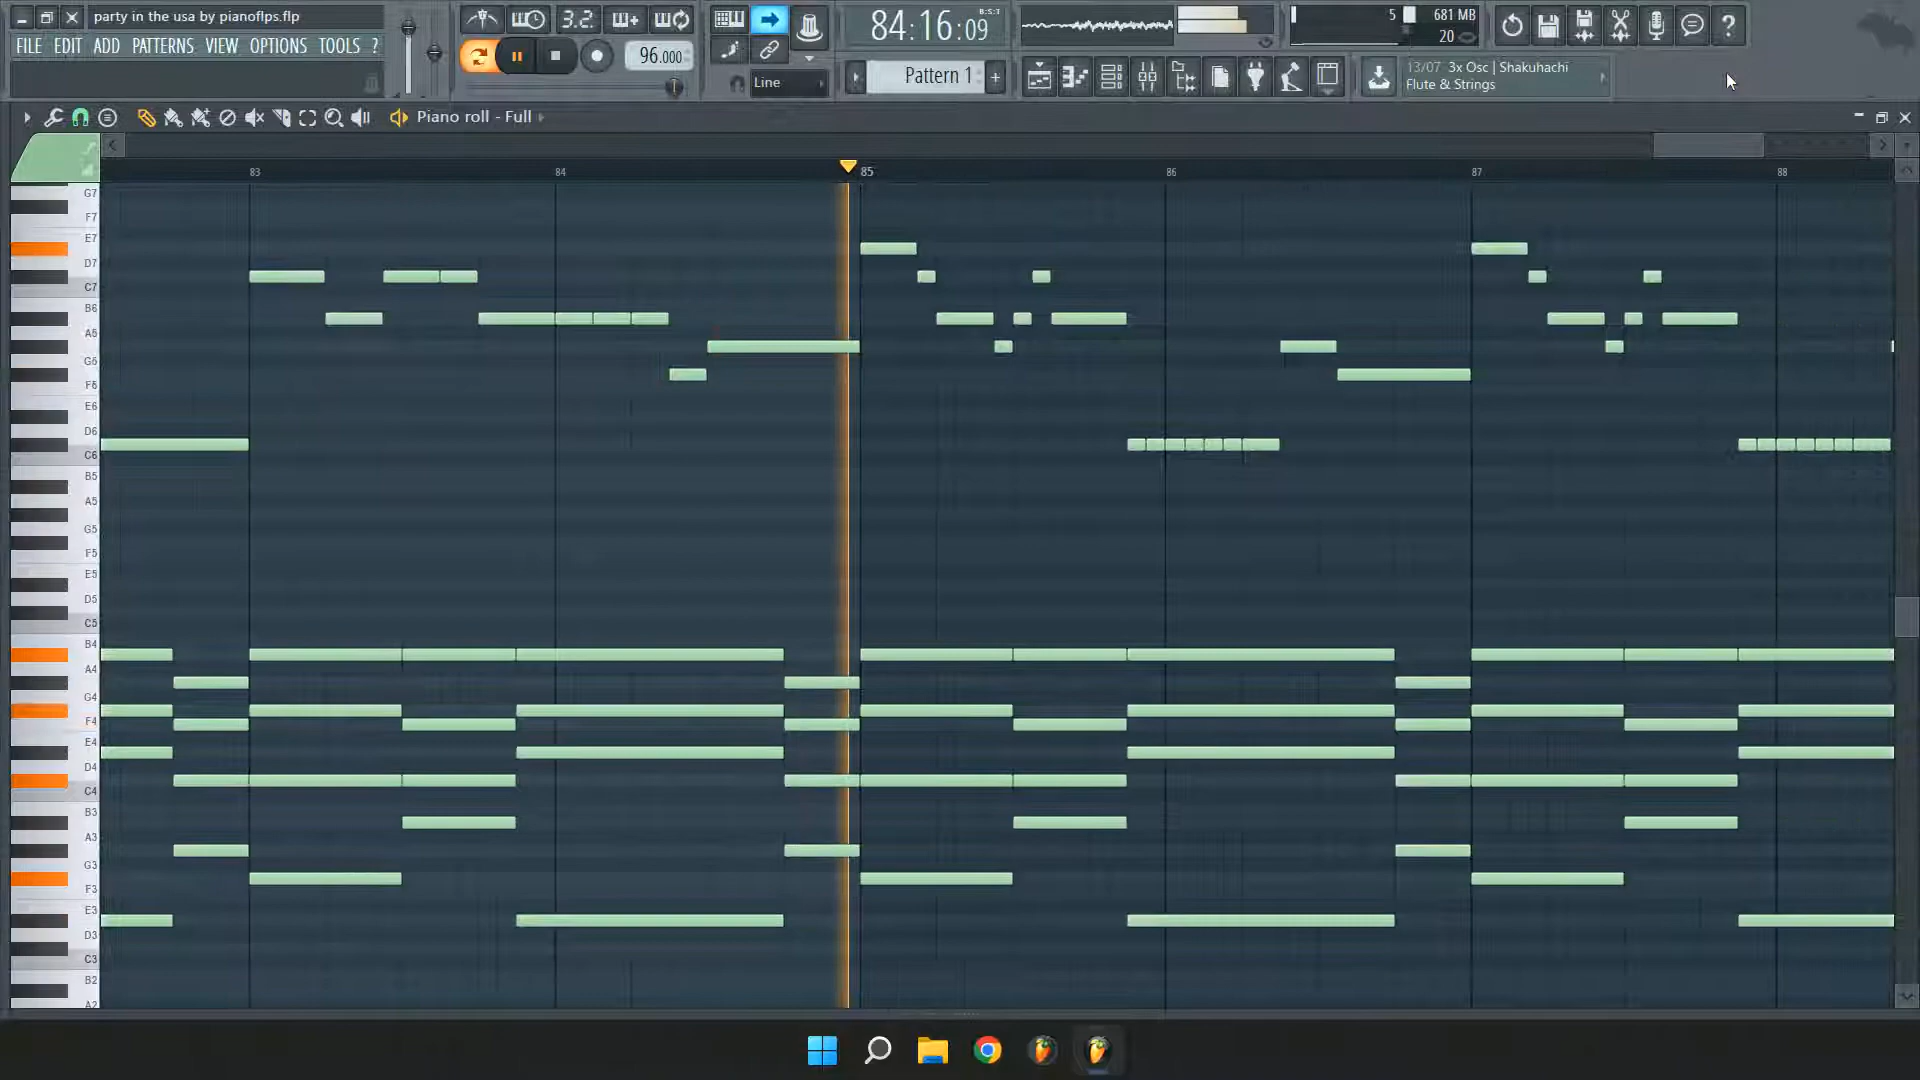 party in the usa by pianoflps.flp
FILE EDIT ADD PATTERNS VIEW OPTIONS TOOLS ?
3.2.
96.000
Line
84:16:09
B:S:T
Pattern 1
5
681 MB
20
13/07 3x Osc | Shakuhachi
Flute & Strings
Piano roll - Full
83 84 85 86 87 88
G7
F7
E7
D7
C7
B6
A6
G6
F6
E6
D6
C6
B5
A5
G5
F5
E5
D5
C5
B4
A4
G4
F4
E4
D4
C4
B3
A3
G3
F3
E3
D3
C3
B2
A2